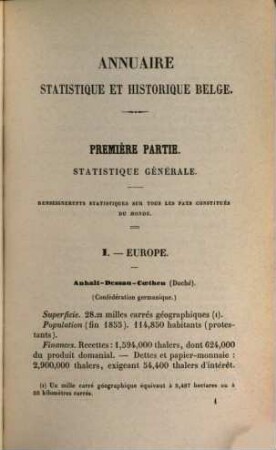 ANNUAIRE
STATISTIQUE ET HISTORIQUE BELGE.
PREMIÈRE PARTIE.
STATISTIQUE GÉNÉRALE.
RENSEIGNEMENTS STATISTIQUES SUR TOUS LES PAYS CONSTITUÉS
DU MONDE.
I. — EUROPE.
Anhalt-Dessau-Cœthen (Duché).
(Confédération germanique.)
Superficie. 28.m milles carrés géographiques (1).
Population (fin 1855). 114,850 habitants (protes-
tants).
Finances. Recettes: 1,594,000 thalers, dont 624,000
du produit domanial. — Dettes et papier-monnaie :
2,960,000 thalers, exigeant 54,400 thalers d'intérêt.
(1) Un mille carré géographique équivaut à 5,487 hectares ou à
55 kilomètres carrés.
1